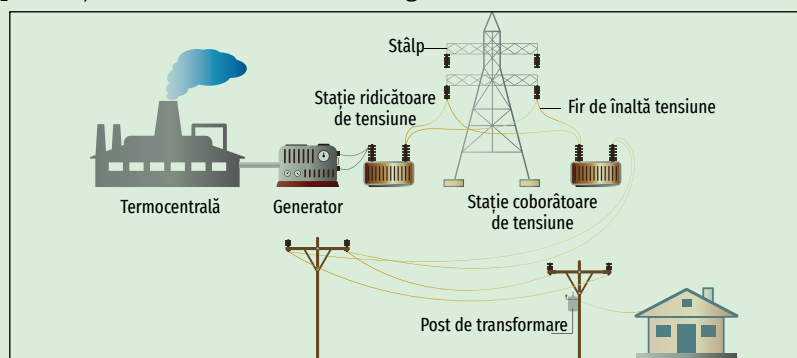 Stâlp
Stație ridicătoare
de tensiune
Fir de înaltă tensiune
Termocentrală
Generator
Stație coborâtoare
de tensiune
Post de transformare